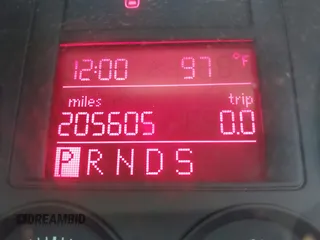 12:00 97 °F
miles trip
205605 0.0
P R N D S
©DREAMBID